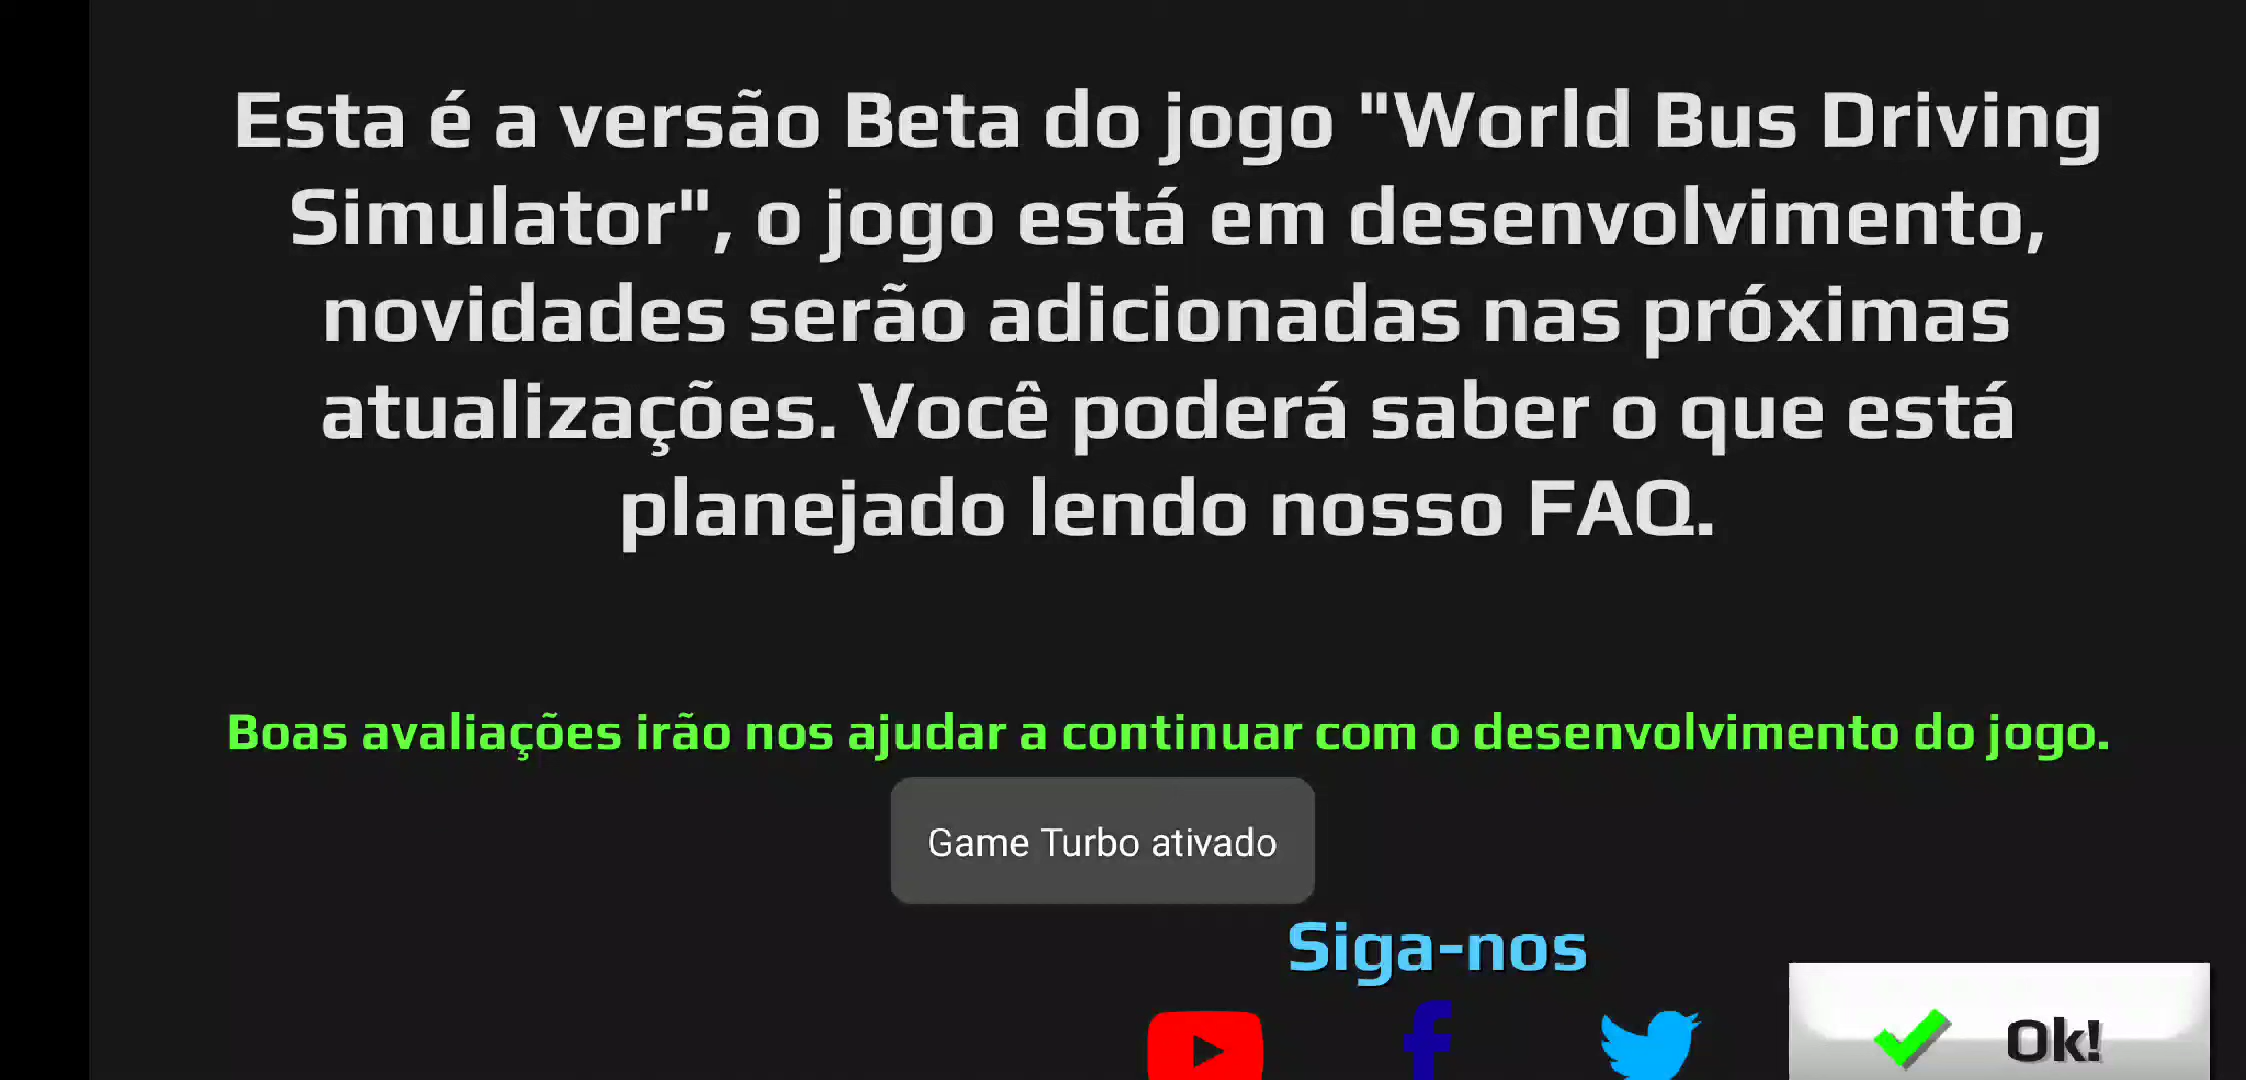 Esta é a versão Beta do jogo "World Bus Driving
Simulator", o jogo está em desenvolvimento,
novidades serão adicionadas nas próximas
atualizações. Você poderá saber o que está
planejado lendo nosso FAQ.
Boas avaliações irão nos ajudar a continuar com o desenvolvimento do jogo.
Game Turbo ativado
Siga-nos
Ok!